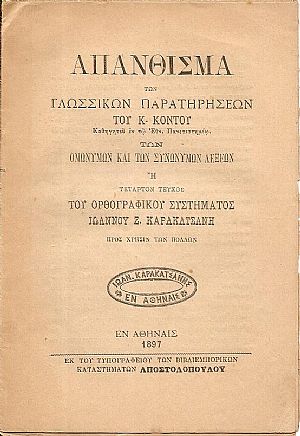 ΑΠΑΝΘΙΣΜΑ
ΤΩΝ
ΓΛΩΣΣΙΚΩΝ ΠΑΡΑΤΗΡΗΣΕΩΝ
ΤΟΥ Κ· ΚΟΝΤΟΥ
Καθηγητοῦ ἐν τῷ Ἐθν. Πανεπιστημίῳ.
ΤΩΝ
ΟΜΩΝΥΜΩΝ ΚΑΙ ΤΩΝ ΣΥΝΩΝΥΜΩΝ ΛΕΞΕΩΝ
Ἢ
ΤΕΤΑΡΤΟΝ ΤΕΥΧΟΣ
ΤΟΥ ΟΡΘΟΓΡΑΦΙΚΟΥ ΣΥΣΤΗΜΑΤΟΣ
ΙΩΑΝΝΟΥ Ζ. ΚΑΡΑΚΑΤΣΑΝΗ
ΠΡΟΣ ΧΡΗΣΙΝ ΤΩΝ ΠΟΛΛΩΝ
ΙΩΑΝ. ΚΑΡΑΚΑΤΣΑΝΗΣ
ΕΝ ΑΘΗΝΑΙΣ
ΕΝ ΑΘΗΝΑΙΣ
1897
ΕΚ ΤΟΥ ΤΥΠΟΓΡΑΦΕΙΟΥ ΤΩΝ ΒΙΒΛΙΕΜΠΟΡΙΚΩΝ
ΚΑΤΑΣΤΗΜΑΤΩΝ ΑΠΟΣΤΟΛΟΠΟΥΛΟΥ